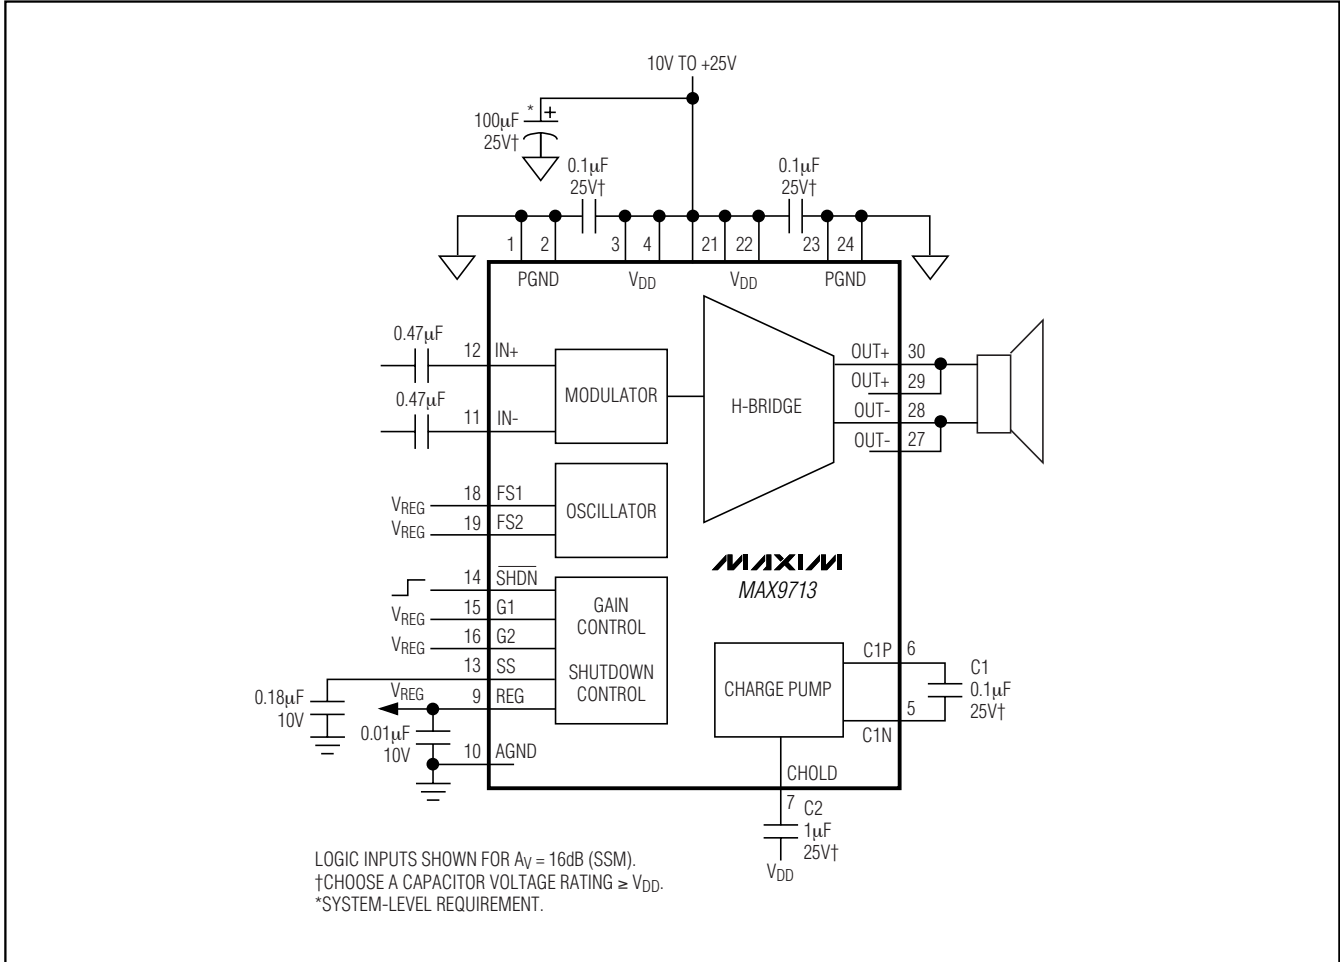 10V TO +25V
* +
100µF
25V†
0.1µF
25V†
0.1µF
25V†
1 2 3 4 21 22 23 24
PGND VDD VDD PGND
0.47µF
12 IN+
0.47µF
11 IN-
MODULATOR
H-BRIDGE
OUT+ 30
OUT+ 29
OUT- 28
OUT- 27
VREG 18 FS1
VREG 19 FS2
OSCILLATOR
MAXIM
MAX9713
14 SHDN
VREG 15 G1
VREG 16 G2
13 SS
VREG 9 REG
GAIN
CONTROL
SHUTDOWN
CONTROL
0.18µF
10V
0.01µF
10V
10 AGND
CHARGE PUMP
C1P 6
C1N 5
C1
0.1µF
25V†
CHOLD
7 C2
1µF
25V†
VDD
LOGIC INPUTS SHOWN FOR AV = 16dB (SSM).
†CHOOSE A CAPACITOR VOLTAGE RATING ≥ VDD.
*SYSTEM-LEVEL REQUIREMENT.